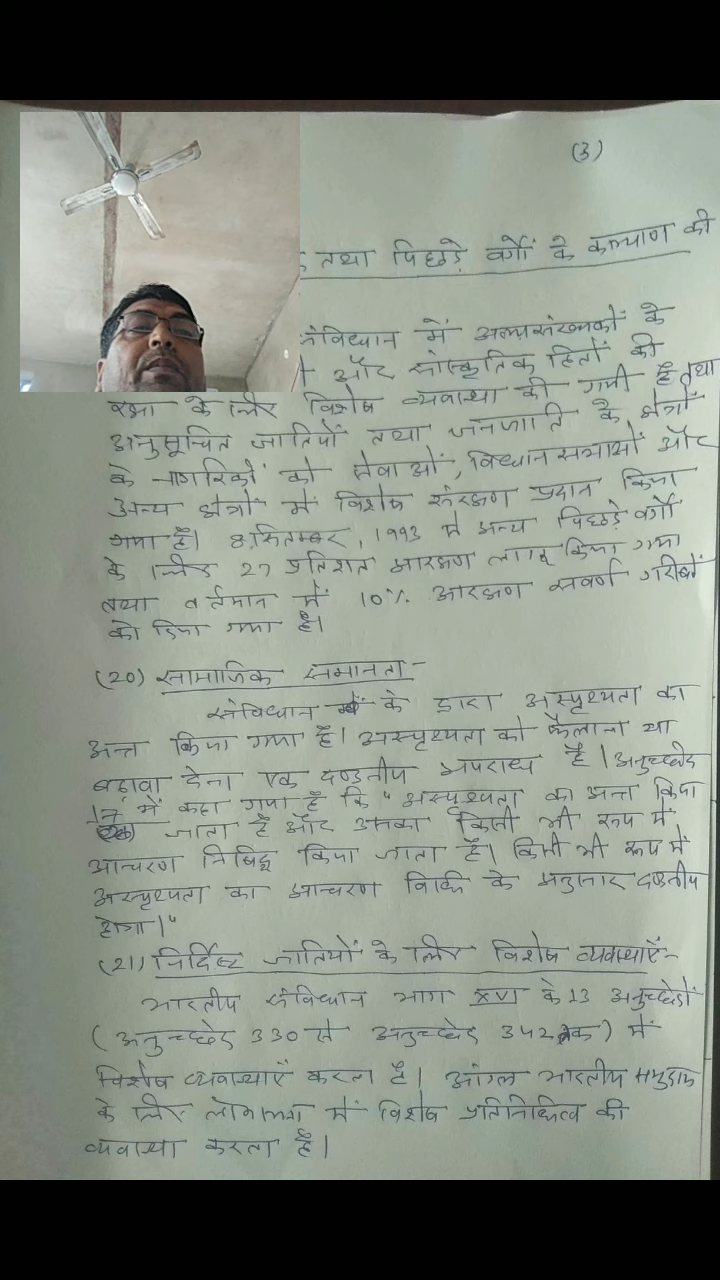 (3)
तथा पिछड़े वर्गों के कल्याण की
संविधान में अल्पसंख्यकों के
और सांस्कृतिक हितों की
रक्षा के लिए विशेष व्यवस्था की गयी है तथा
अनुसूचित जातियों तथा जनजाति के क्षेत्रों
के नागरिकों को सेवाओं, विधान सभाओं और
अन्य क्षेत्रों में विशेष संरक्षण प्रदान किया
गया है। 8 सितम्बर, 1993 से अन्य पिछड़े वर्गों
के लिए 27 प्रतिशत आरक्षण लागू किया गया
तथा वर्तमान में 10% आरक्षण सवर्ण गरीबों
को दिया गया है।
(20) सामाजिक समानता -
संविधान के द्वारा अस्पृश्यता का
अन्त किया गया है। अस्पृश्यता को फैलाना या
बढ़ावा देना एक दण्डनीय अपराध है। अनुच्छेद
17 में कहा गया है कि "अस्पृश्यता का अन्त किया
जाता है और उसका किसी भी रूप में
आचरण निषिद्ध किया जाता है। किसी भी रूप में
अस्पृश्यता का आचरण विधि के अनुसार दण्डनीय
होगा।"
(21) निर्दिष्ट जातियों के लिए विशेष व्यवस्थाएँ -
भारतीय संविधान भाग XVI के 13 अनुच्छेदों
(अनुच्छेद 330 से अनुच्छेद 342 तक) में
विशेष व्यवस्थाएँ करता है। आंग्ल भारतीय समुदाय
के लिए लोकसभा में विशेष प्रतिनिधित्व की
व्यवस्था करता है।